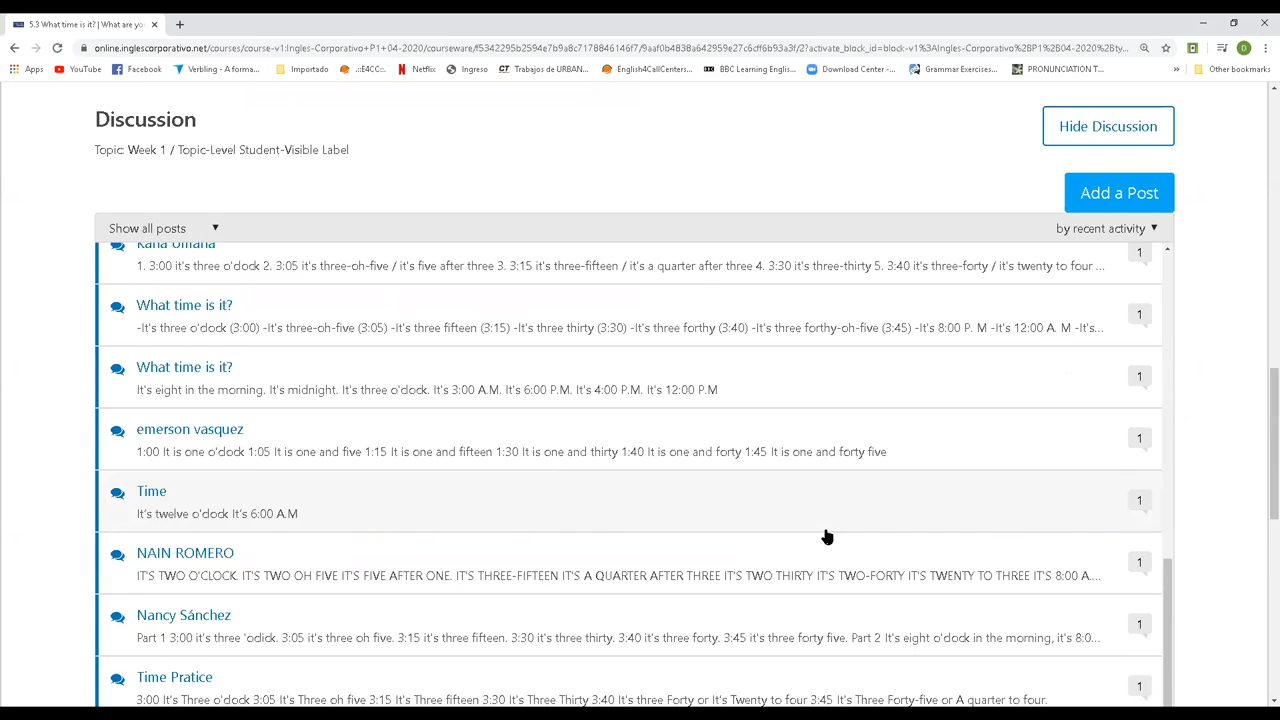 5.3 What time is it? | What are yo
online.inglescorporativo.net/courses/course-v1:Ingles-Corporativo+P1+04-2020/courseware/f5342295b2594e7b9a8c7178846146f7/9aaf0b4838a642959e27c6cff6b93a3f/2?activate_block_id=block-v1%3AIngles-Corporativo%2BP1%2B04-2020%2Bty...
D
Apps YouTube Facebook Verbling - A forma... Importado .::E4CC::. Netflix Ingreso Trabajos de URBAN... English4CallCenters... BBC Learning Englis... Download Center -... Grammar Exercises... PRONUNCIATION T... » Other bookmarks
Discussion
Hide Discussion
Topic: Week 1 / Topic-Level Student-Visible Label
Add a Post
Show all posts by recent activity
Karla Umaña
1. 3:00 it's three o'clock 2. 3:05 it's three-oh-five / it's five after three 3. 3:15 it's three-fifteen / it's a quarter after three 4. 3:30 it's three-thirty 5. 3:40 it's three-forty / it's twenty to four ...
1
What time is it?
-It's three o'clock (3:00) -It's three-oh-five (3:05) -It's three fifteen (3:15) -It's three thirty (3:30) -It's three forthy (3:40) -It's three forthy-oh-five (3:45) -It's 8:00 P. M -It's 12:00 A. M -It's...
1
What time is it?
It's eight in the morning. It's midnight. It's three o'clock. It's 3:00 A.M. It's 6:00 P.M. It's 4:00 P.M. It's 12:00 P.M
1
emerson vasquez
1:00 It is one o'clock 1:05 It is one and five 1:15 It is one and fifteen 1:30 It is one and thirty 1:40 It is one and forty 1:45 It is one and forty five
1
Time
It's twelve o'clock It's 6:00 A.M
1
NAIN ROMERO
IT'S TWO O'CLOCK. IT'S TWO OH FIVE IT'S FIVE AFTER ONE. IT'S THREE-FIFTEEN IT'S A QUARTER AFTER THREE IT'S TWO THIRTY IT'S TWO-FORTY IT'S TWENTY TO THREE IT'S 8:00 A....
1
Nancy Sánchez
Part 1 3:00 it's three 'oclick. 3:05 it's three oh five. 3:15 it's three fifteen. 3:30 it's three thirty. 3:40 it's three forty. 3:45 it's three forty five. Part 2 It's eight o'clock in the morning, it's 8:0...
1
Time Pratice
3:00 It's Three o'clock 3:05 It's Three oh five 3:15 It's Three fifteen 3:30 It's Three Thirty 3:40 It's three Forty or It's Twenty to four 3:45 It's Three Forty-five or A quarter to four.
1